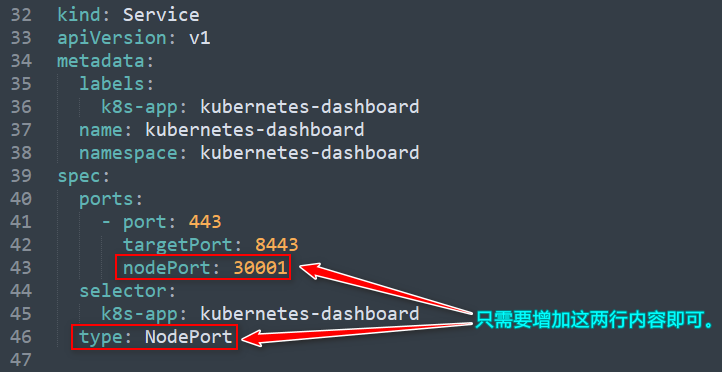 32 kind: Service
33 apiVersion: v1
34 metadata:
35   labels:
36     k8s-app: kubernetes-dashboard
37   name: kubernetes-dashboard
38   namespace: kubernetes-dashboard
39 spec:
40   ports:
41     - port: 443
42       targetPort: 8443
43       nodePort: 30001
44   selector:
45     k8s-app: kubernetes-dashboard
只需要增加这两行内容即可。
46   type: NodePort
47